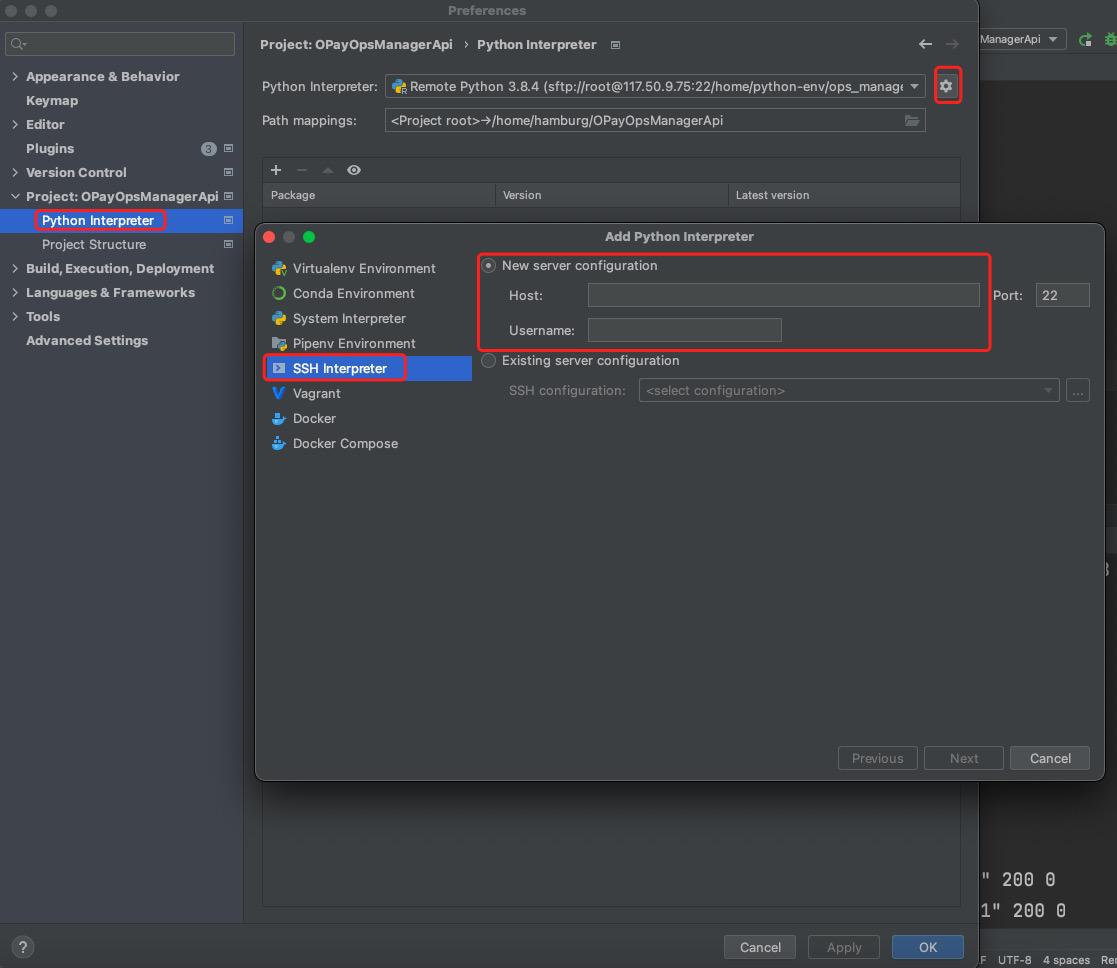 Preferences
Project: OPayOpsManagerApi › Python Interpreter
ManagerApi
Appearance & Behavior
Keymap
Editor
Plugins 3
Version Control
Project: OPayOpsManagerApi
Python Interpreter
Project Structure
Build, Execution, Deployment
Languages & Frameworks
Tools
Advanced Settings
Python Interpreter: Remote Python 3.8.4 (sftp://root@117.50.9.75:22/home/python-env/ops_manage
Path mappings: <Project root>→/home/hamburg/OPayOpsManagerApi
Package Version Latest version
Add Python Interpreter
Virtualenv Environment
Conda Environment
System Interpreter
Pipenv Environment
SSH Interpreter
Vagrant
Docker
Docker Compose
New server configuration
Host: Port: 22
Username:
Existing server configuration
SSH configuration: <select configuration> ...
Previous Next Cancel
" 200 0
1" 200 0
? Cancel Apply OK
F UTF-8 4 spaces Re